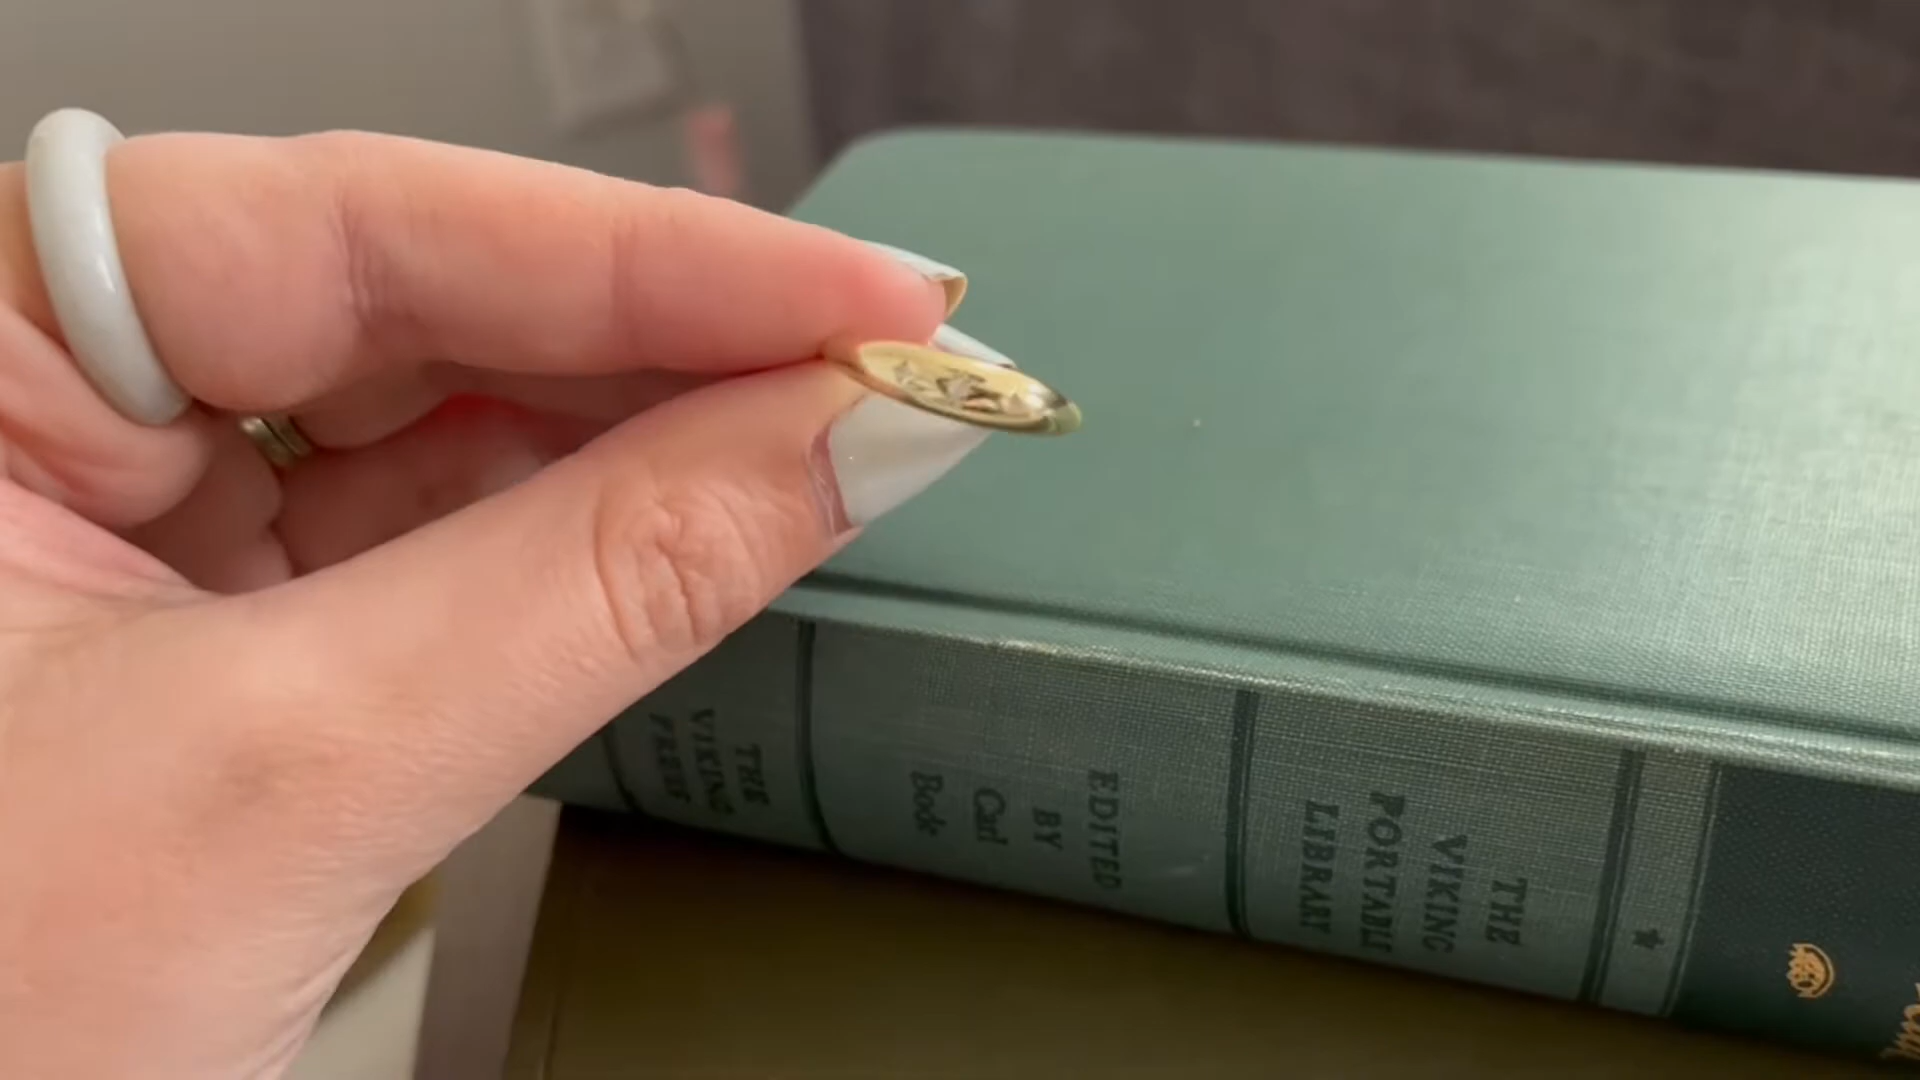 THE
VIKING
PORTABLE
LIBRARY
EDITED
BY
Carl
Bode
THE
VIKING
PRESS